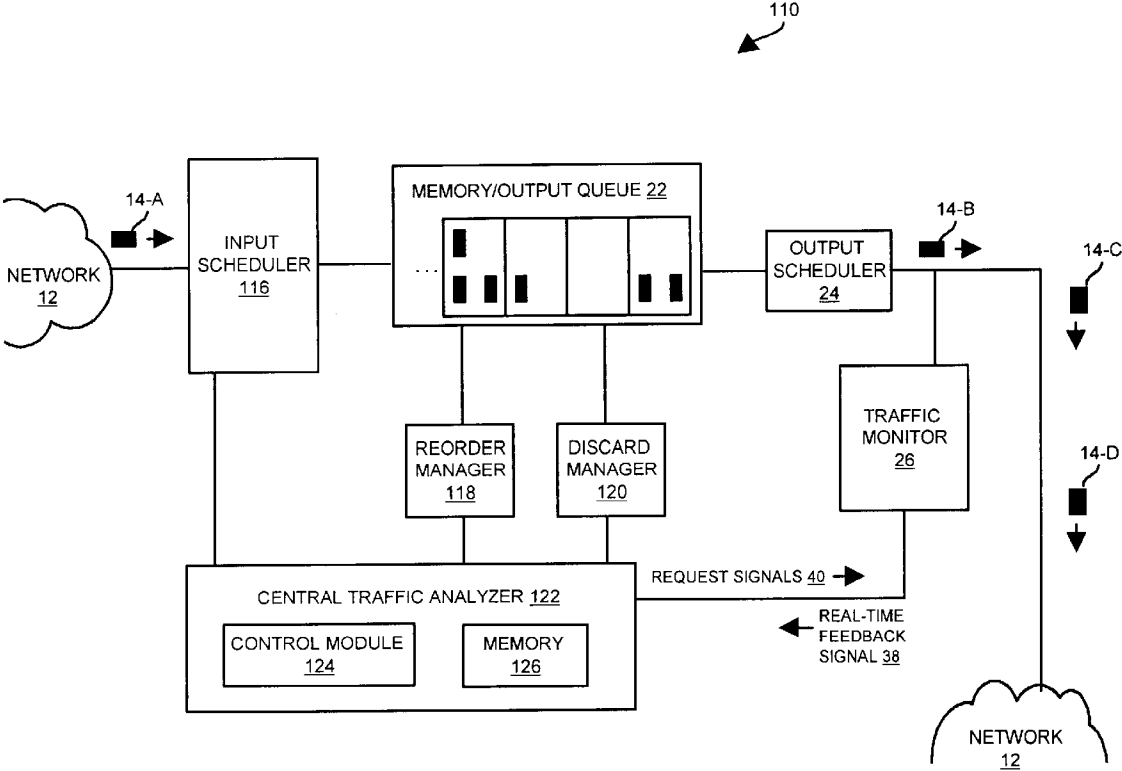 110
14-A
INPUT
SCHEDULER
116
NETWORK
12
MEMORY/OUTPUT QUEUE 22
...
OUTPUT
SCHEDULER
24
14-B
14-C
REORDER
MANAGER
118
DISCARD
MANAGER
120
TRAFFIC
MONITOR
26
14-D
CENTRAL TRAFFIC ANALYZER 122
CONTROL MODULE
124
MEMORY
126
REQUEST SIGNALS 40
REAL-TIME
FEEDBACK
SIGNAL 38
NETWORK
12